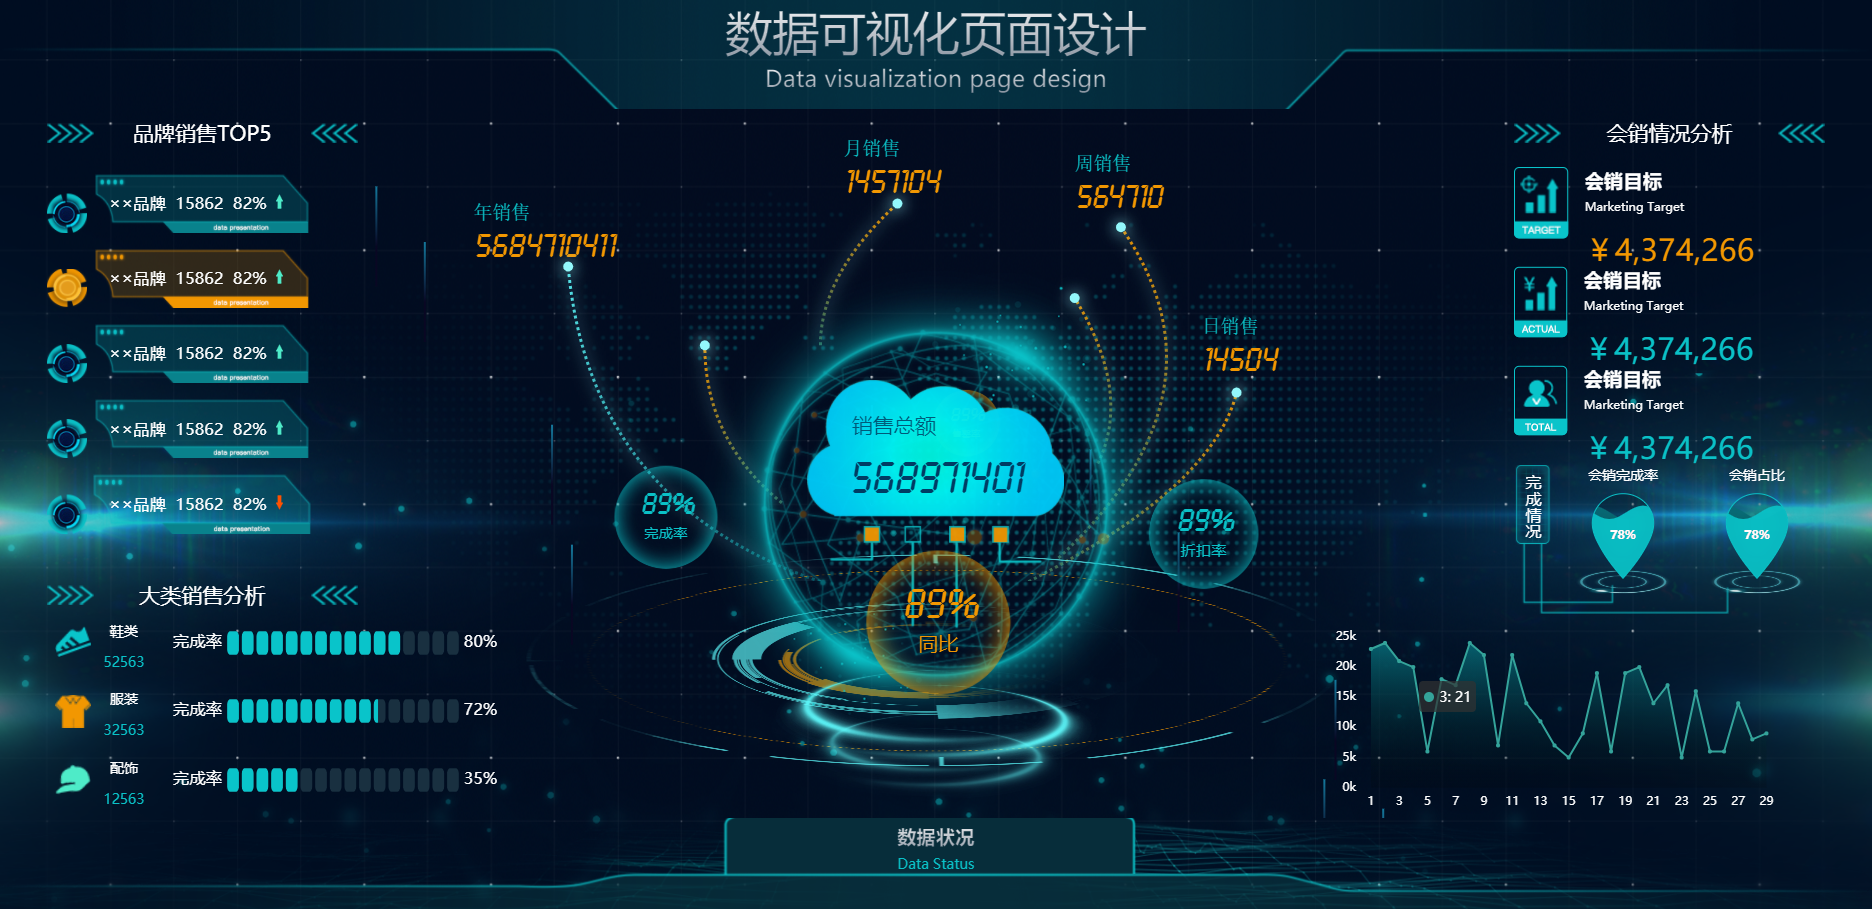 数据可视化页面设计
Data visualization page design
品牌销售TOP5
××品牌 15862 82%
data presentation
××品牌 15862 82%
data presentation
××品牌 15862 82%
data presentation
××品牌 15862 82%
data presentation
××品牌 15862 82%
data presentation
大类销售分析
鞋类
52563
完成率 80%
服装
32563
完成率 72%
配饰
12563
完成率 35%
年销售
5684710411
月销售
1457104
周销售
564710
日销售
14504
销售总额
568971401
89%
完成率
89%
折扣率
89%
同比
数据状况
Data Status
会销情况分析
TARGET
会销目标
Marketing Target
￥4,374,266
ACTUAL
会销目标
Marketing Target
￥4,374,266
TOTAL
会销目标
Marketing Target
￥4,374,266
完成情况
会销完成率
78%
会销占比
78%
25k
20k
15k
10k
5k
0k
3: 21
1 3 5 7 9 11 13 15 17 19 21 23 25 27 29